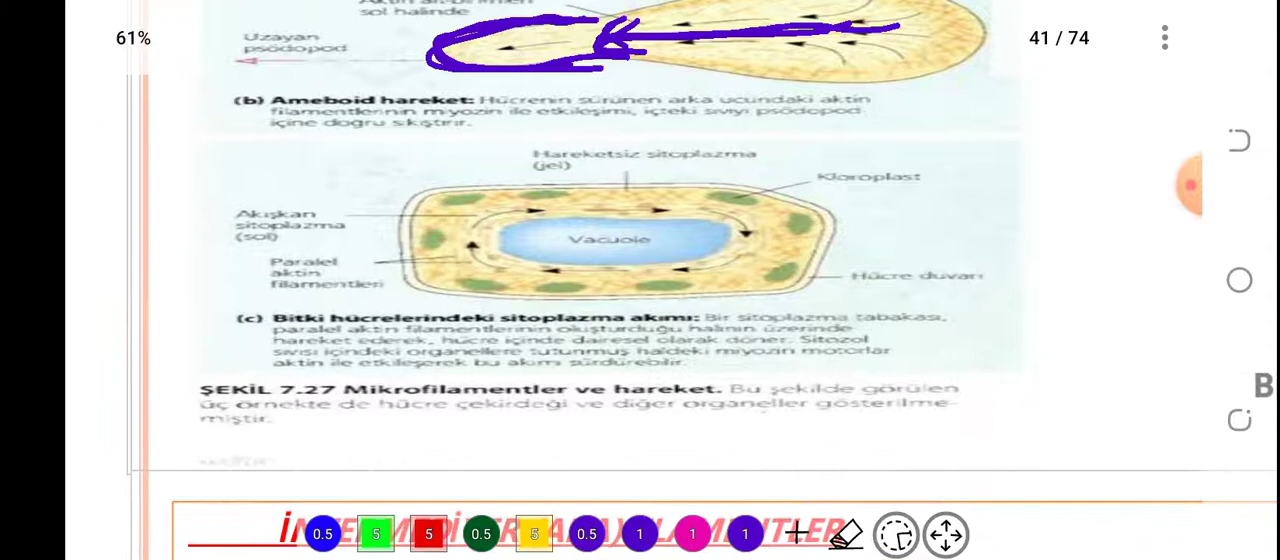 sol halinde
61%
Uzayan
psödopod
41 / 74
(b) Ameboid hareket: Hücrenin sürünen arka ucundaki aktin
filamentlerinin miyozin ile etkileşimi, içteki sıvıyı psödopod
içine doğru sıkıştırır.
Hareketsiz sitoplazma
(jel)
Kloroplast
Akışkan
sitoplazma
(sol)
Vacuole
Paralel
aktin
filamentleri
Hücre duvarı
(c) Bitki hücrelerindeki sitoplazma akımı: Bir sitoplazma tabakası,
paralel aktin filamentlerinin oluşturduğu halının üzerinde
hareket ederek, hücre içinde dairesel olarak döner. Sitozol
sıvısı içindeki organellere tutunmuş haldeki miyozin motorlar
aktin ile etkileşerek bu akımı sürdürebilir.
B
ŞEKİL 7.27 Mikrofilamentler ve hareket. Bu şekilde görülen
üç örnekte de hücre çekirdeği ve diğer organeller gösterilme-
miştir.
0.5 5 5 0.5 5 0.5 1 1 1 +